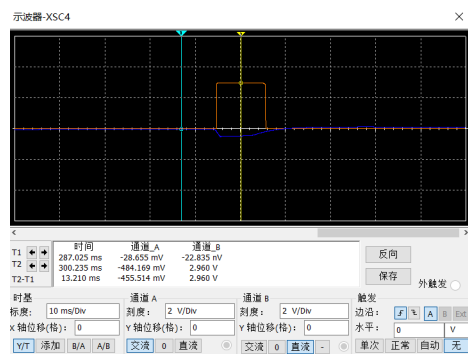 示波器-XSC4
时间 通道_A 通道_B
T1 287.025 ms -28.655 mV -22.835 mV
T2 300.235 ms -484.169 mV 2.960 V
T2-T1 13.210 ms -455.514 mV 2.960 V
反向
保存
外触发
时基 通道 A 通道 B 触发
标度: 10 ms/Div 刻度: 2 V/Div 刻度: 2 V/Div 边沿: A B Ext
X 轴位移(格): 0 Y 轴位移(格): 0 Y 轴位移(格): 0 水平: 0 V
Y/T 添加 B/A A/B 交流 0 直流 交流 0 直流 - 单次 正常 自动 无